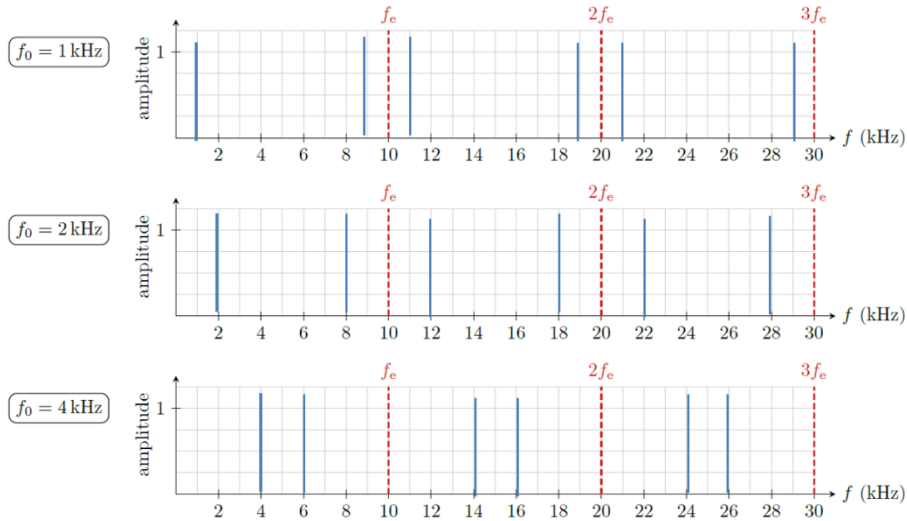 f₀ = 1 kHz
amplitude
1
fₑ
2fₑ
3fₑ
2 4 6 8 10 12 14 16 18 20 22 24 26 28 30
f (kHz)
f₀ = 2 kHz
amplitude
1
fₑ
2fₑ
3fₑ
2 4 6 8 10 12 14 16 18 20 22 24 26 28 30
f (kHz)
f₀ = 4 kHz
amplitude
1
fₑ
2fₑ
3fₑ
2 4 6 8 10 12 14 16 18 20 22 24 26 28 30
f (kHz)